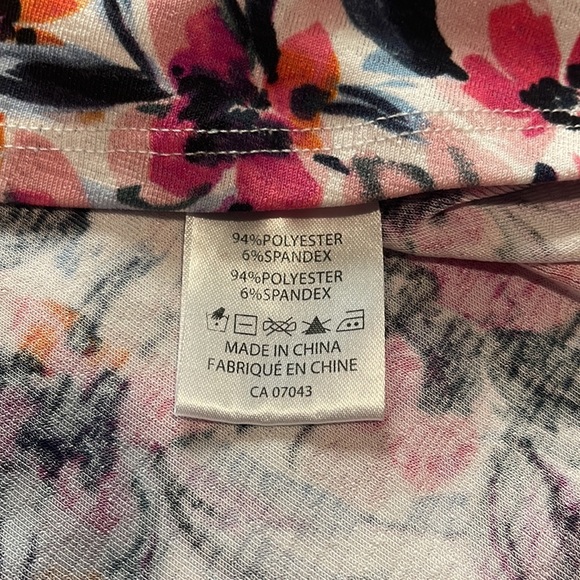 94%POLYESTER
6%SPANDEX
94%POLYESTER
6%SPANDEX
MADE IN CHINA
FABRIQUÉ EN CHINE
CA 07043